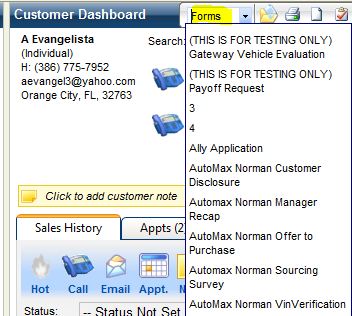 Customer Dashboard
Forms
A Evangelista
(Individual)
H: (386) 775-7952
aevangel3@yahoo.com
Orange City, FL, 32763
Search:
(THIS IS FOR TESTING ONLY)
Gateway Vehicle Evaluation
(THIS IS FOR TESTING ONLY)
Payoff Request
3
4
Ally Application
AutoMax Norman Customer
Disclosure
AutoMax Norman Manager
Recap
AutoMax Norman Offer to
Purchase
Automax Norman Sourcing
Survey
AutoMax Norman VinVerification
Click to add customer note
Sales History
Appts (2)
Hot
Call
Email
Appt.
Status:
-- Status Not Set